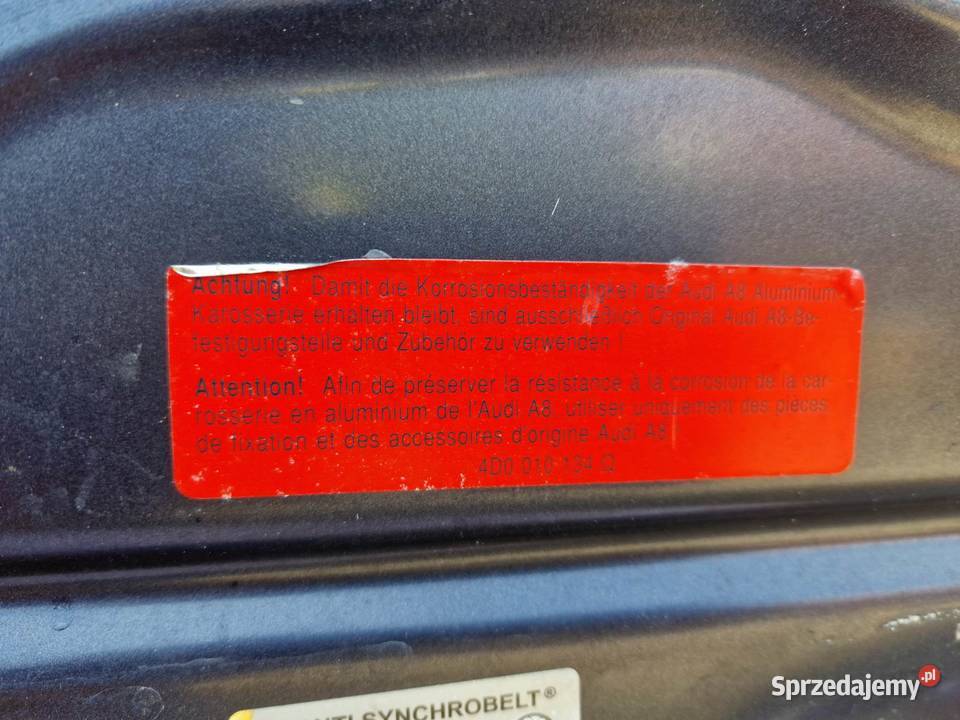 Achtung! Damit die Korrosionsbeständigkeit der Audi A8 Aluminium
Karosserie erhalten bleibt, sind ausschließlich Original Audi A8-Be-
festigungsteile und Zubehör zu verwenden !
Attention! Afin de préserver la résistance à la corrosion de la car-
rosserie en aluminium de l'Audi A8, utiliser uniquement des pièces
de fixation et des accessoires d'origine Audi A8
4D0 010 134 Q
SYNCHROBELT®
Sprzedajemy.pl